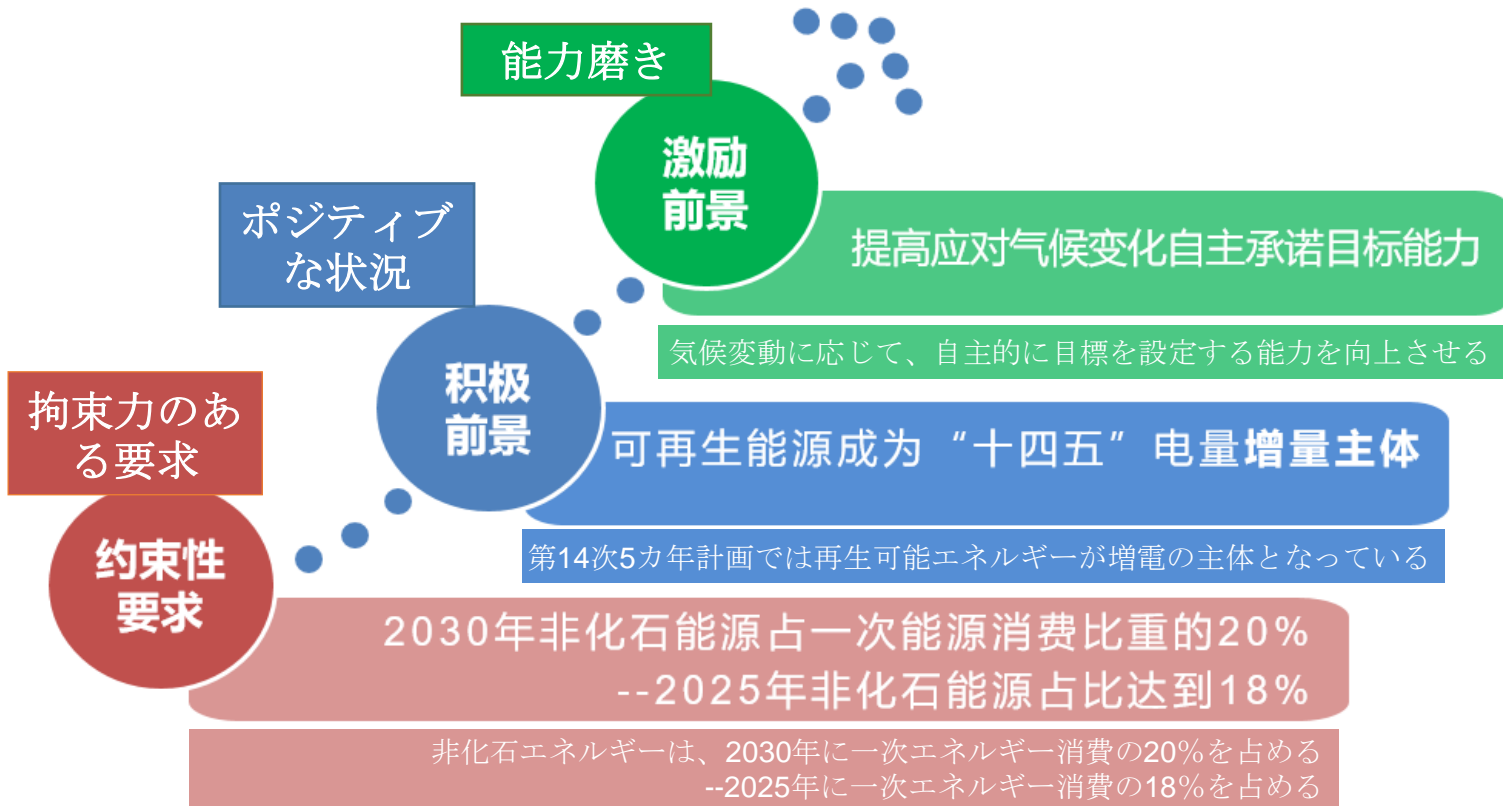 能力磨き
激励
前景
提高应对气候变化自主承诺目标能力
気候変動に応じて、自主的に目標を設定する能力を向上させる
ポジティブ
な状況
积极
前景
可再生能源成为“十四五”电量增量主体
第14次5カ年計画では再生可能エネルギーが増電の主体となっている
拘束力のあ
る要求
约束性
要求
2030年非化石能源占一次能源消费比重的20%
--2025年非化石能源占比达到18%
非化石エネルギーは、2030年に一次エネルギー消費の20%を占める
--2025年に一次エネルギー消費の18%を占める